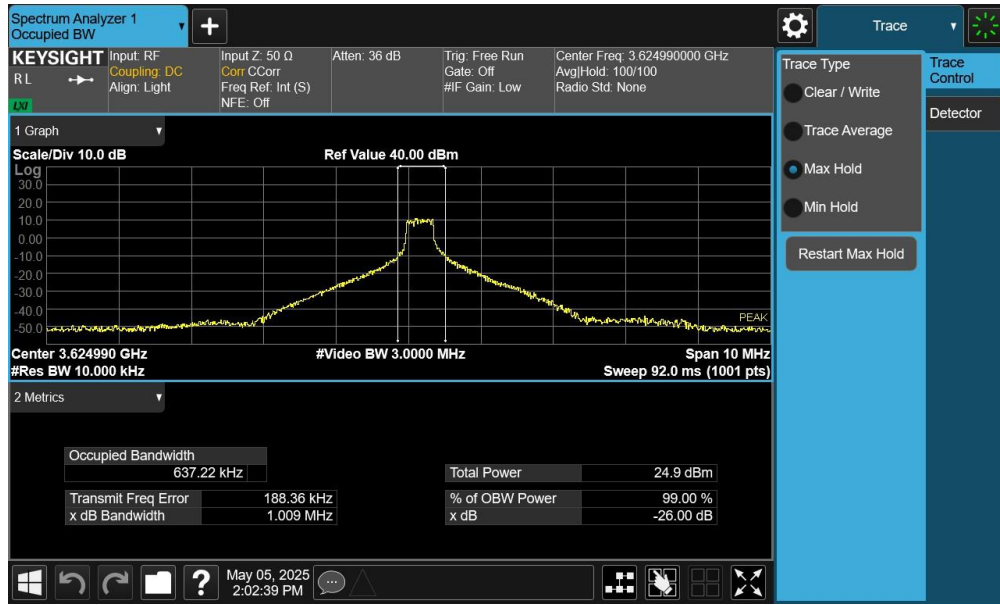 Spectrum Analyzer 1
Occupied BW
Trace
KEYSIGHT
R L
LXI
Input: RF
Coupling: DC
Align: Light
Input Z: 50 Ω
Corr CCorr
Freq Ref: Int (S)
NFE: Off
Atten: 36 dB
Trig: Free Run
Gate: Off
#IF Gain: Low
Center Freq: 3.624990000 GHz
Avg|Hold: 100/100
Radio Std: None
Trace Type
Clear / Write
Trace Average
Max Hold
Min Hold
Restart Max Hold
Trace
Control
Detector
1 Graph
Scale/Div 10.0 dB
Ref Value 40.00 dBm
Log
30.0
20.0
10.0
0.00
-10.0
-20.0
-30.0
-40.0
-50.0
PEAK
Center 3.624990 GHz
#Video BW 3.0000 MHz
Span 10 MHz
#Res BW 10.000 kHz
Sweep 92.0 ms (1001 pts)
2 Metrics
Occupied Bandwidth
637.22 kHz
Total Power 24.9 dBm
Transmit Freq Error 188.36 kHz
% of OBW Power 99.00 %
x dB Bandwidth 1.009 MHz
x dB -26.00 dB
?
May 05, 2025
2:02:39 PM